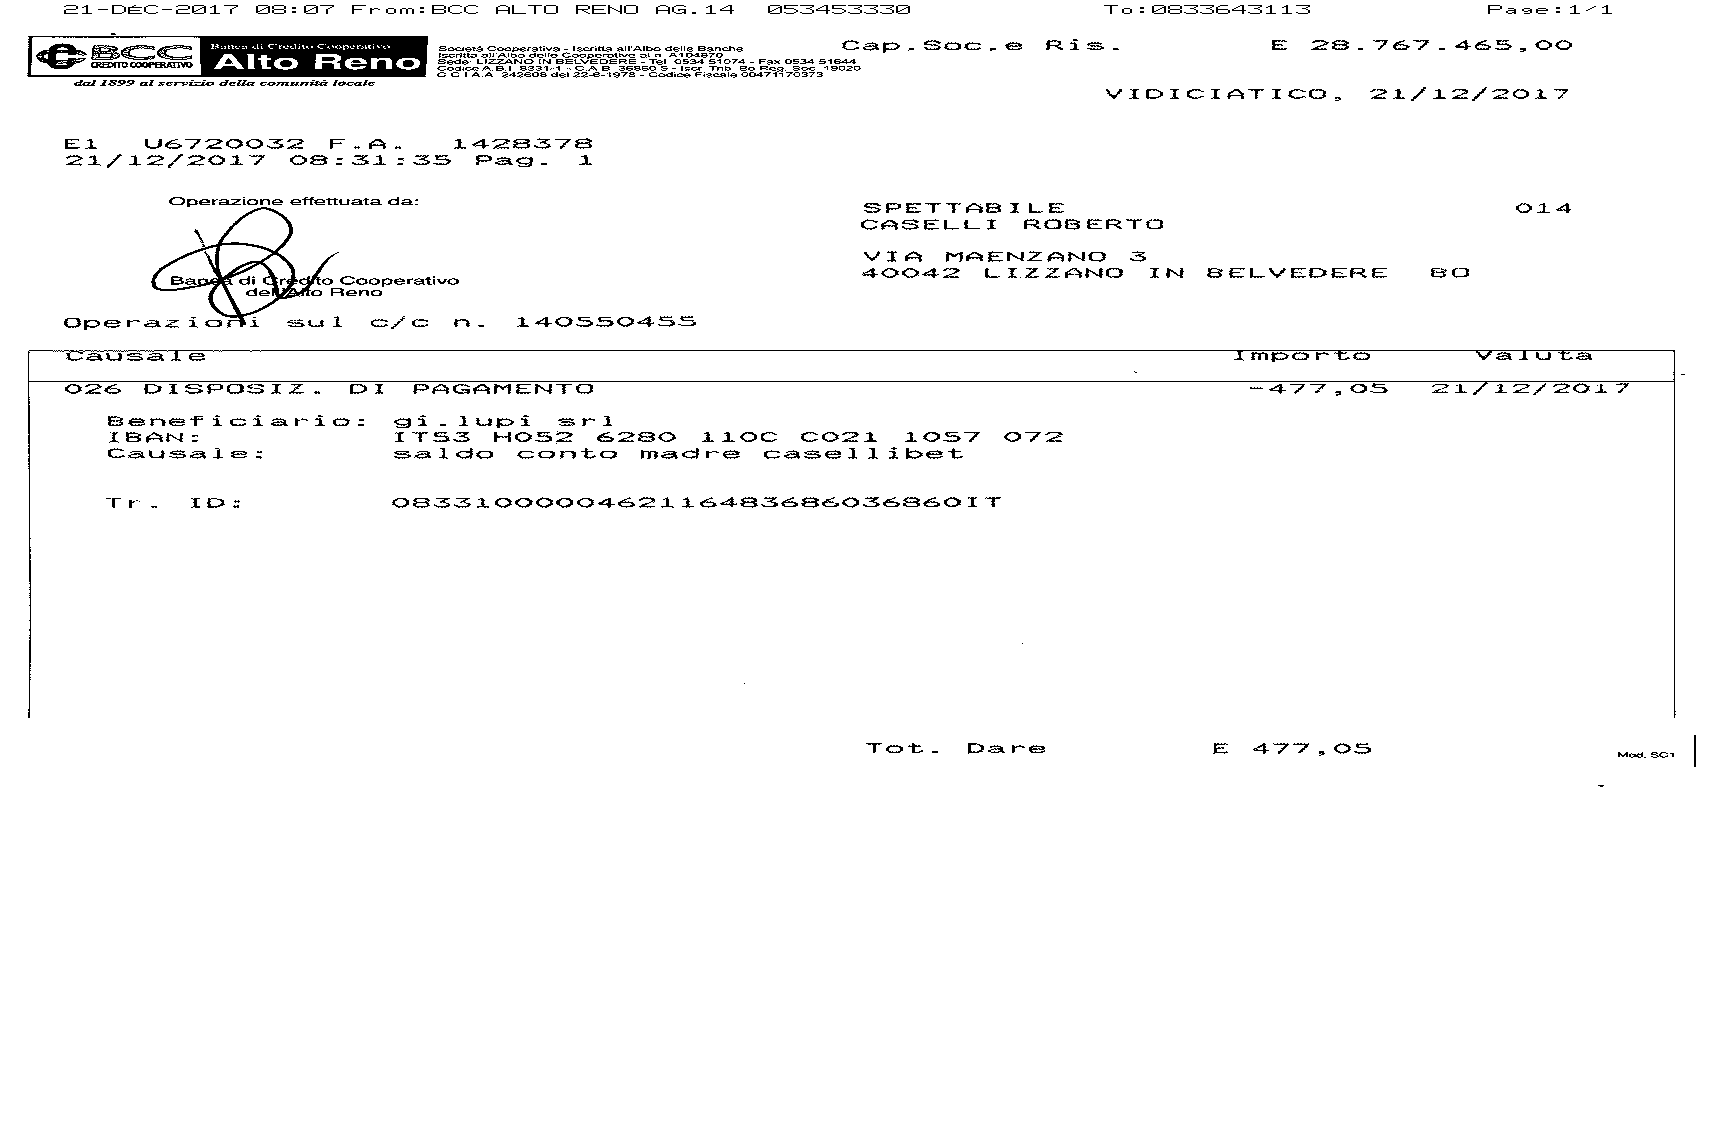 21-DEC-2017 08:07 From:BCC ALTO RENO AG.14 053453330 To:0833643113 Page:1/1
BCC
CREDITO COOPERATIVO
Banca di Credito Cooperativo
Alto Reno
dal 1899 al servizio della comunità locale
Società Cooperativa - Iscritta all'Albo delle Banche
Iscritta all'Albo delle Cooperative al n. A104970
Sede: LIZZANO IN BELVEDERE - Tel. 0534 51074 - Fax 0534 51644
Codice A.B.I. 8331-1 - C.A.B. 36860 5 - Iscr. Trib. Bo Reg. Soc. 19020
C C I A A 242606 del 22-6-1978 - Codice Fiscale 00471170373
Cap.Soc.e Ris. E 28.767.465,00
VIDICIATICO, 21/12/2017
E1 U6720032 F.A. 1428378
21/12/2017 08:31:35 Pag. 1
Operazione effettuata da:
Banca di Credito Cooperativo
dell'Alto Reno
SPETTABILE 014
CASELLI ROBERTO
VIA MAENZANO 3
40042 LIZZANO IN BELVEDERE BO
Operazioni sul c/c n. 140550455
Causale Importo Valuta
026 DISPOSIZ. DI PAGAMENTO -477,05 21/12/2017
Beneficiario: gi.lupi srl
IBAN: IT53 H052 6280 110C C021 1057 072
Causale: saldo conto madre casellibet
Tr. ID: 0833100000462116483686036860IT
Tot. Dare E 477,05
Mod. SC1